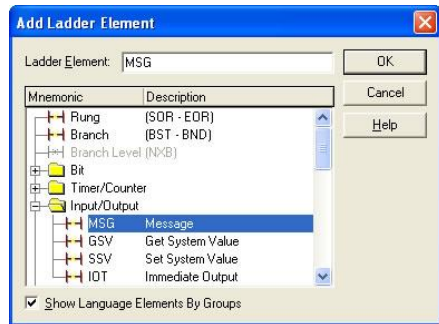 Add Ladder Element
Ladder Element: MSG
OK
Cancel
Help
Mnemonic Description
Rung (SOR - EOR)
Branch (BST - BND)
Branch Level (NXB)
Bit
Timer/Counter
Input/Output
MSG Message
GSV Get System Value
SSV Set System Value
IOT Immediate Output
Show Language Elements By Groups